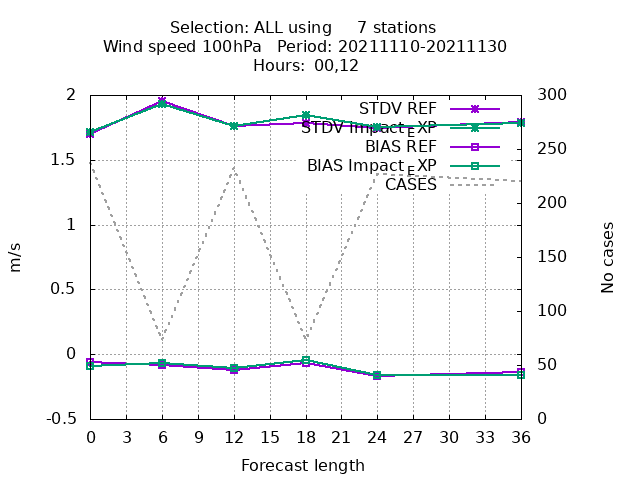 Selection: ALL using 7 stations
Wind speed 100hPa Period: 20211110-20211130
Hours: 00,12
2
1.5
1
0.5
0
-0.5
300
250
200
150
100
50
0
m/s
No cases
STDV REF
STDV Impact_EXP
BIAS REF
BIAS Impact_EXP
CASES
0 3 6 9 12 15 18 21 24 27 30 33 36
Forecast length